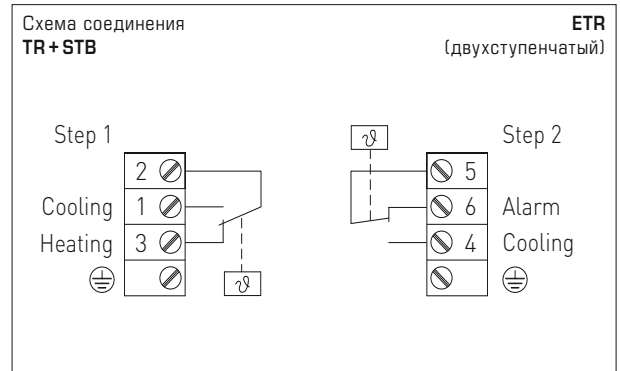 Схема соединения
TR+STB
ETR
(двухступенчатый)
Step 1
2
Cooling 1
Heating 3
ϑ
ϑ
Step 2
5
6 Alarm
4 Cooling